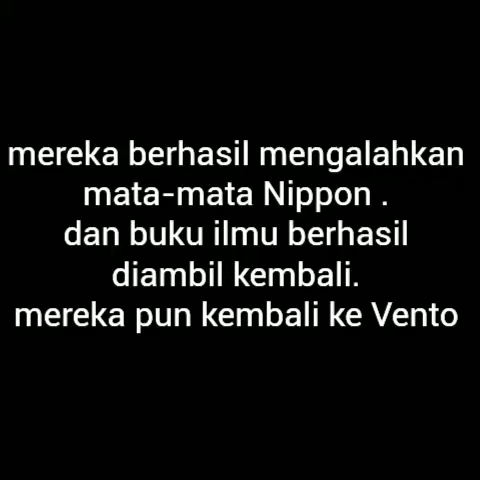 mereka berhasil mengalahkan
mata-mata Nippon .
dan buku ilmu berhasil
diambil kembali.
mereka pun kembali ke Vento